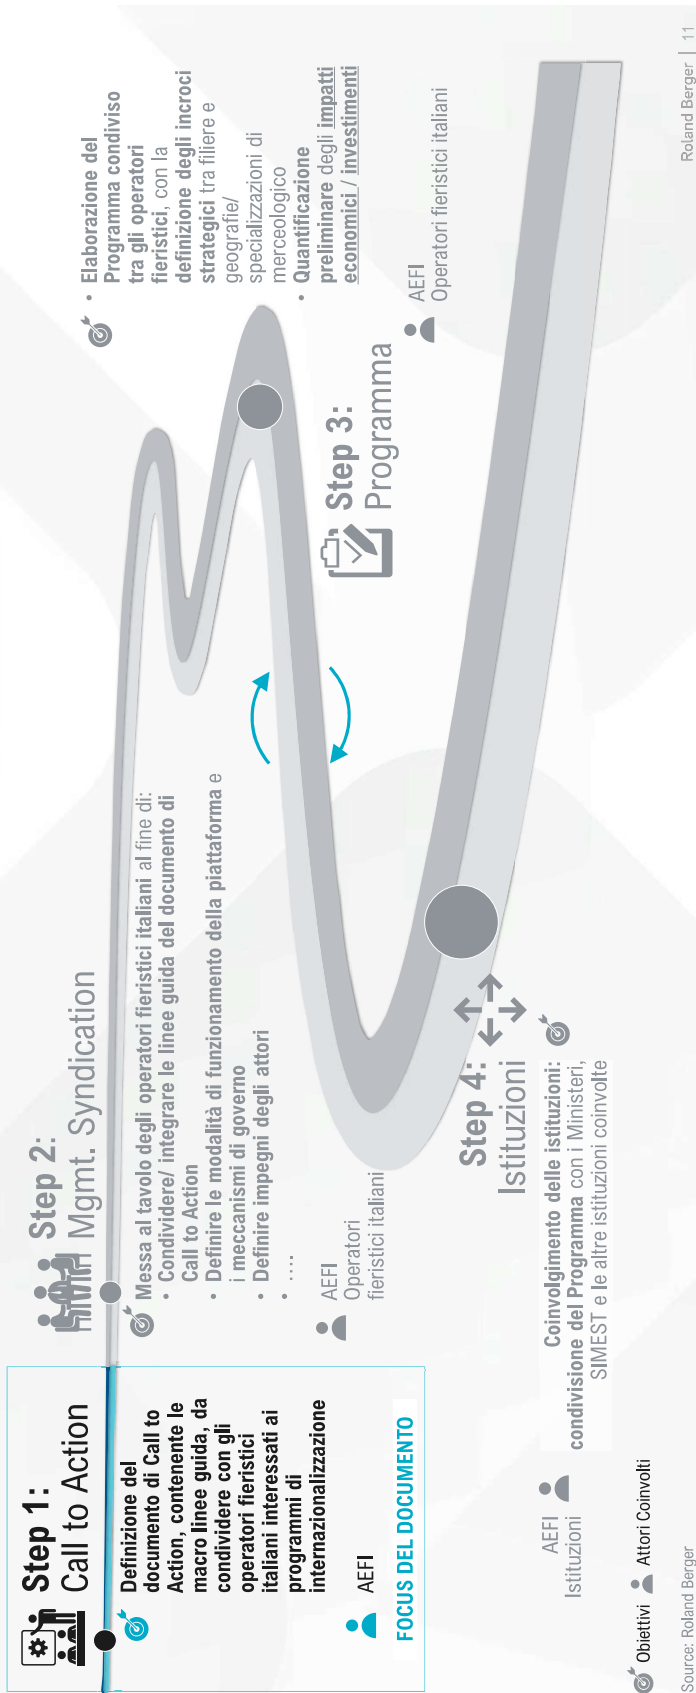 Step 1:
Call to Action
Definizione del
documento di Call to
Action, contenente le
macro linee guida, da
condividere con gli
operatori fieristici
italiani interessati ai
programmi di
internazionalizzazione
AEFI
FOCUS DEL DOCUMENTO
Step 2:
Mgmt. Syndication
Messa al tavolo degli operatori fieristici italiani al fine di:
• Condividere/ integrare le linee guida del documento di
Call to Action
• Definire le modalità di funzionamento della piattaforma e
i meccanismi di governo
• Definire impegni degli attori
• ....
AEFI
Operatori
fieristici italiani
Step 3:
Programma
• Elaborazione del
Programma condiviso
tra gli operatori
fieristici, con la
definizione degli incroci
strategici tra filiere e
geografie/
specializzazioni di
merceologico
• Quantificazione
preliminare degli impatti
economici / investimenti
AEFI
Operatori fieristici italiani
Step 4:
Istituzioni
Coinvolgimento delle istituzioni:
condivisione del Programma con i Ministeri,
SIMEST e le altre istituzioni coinvolte
AEFI
Istituzioni
Obiettivi
Attori Coinvolti
Source: Roland Berger
Roland Berger | 11